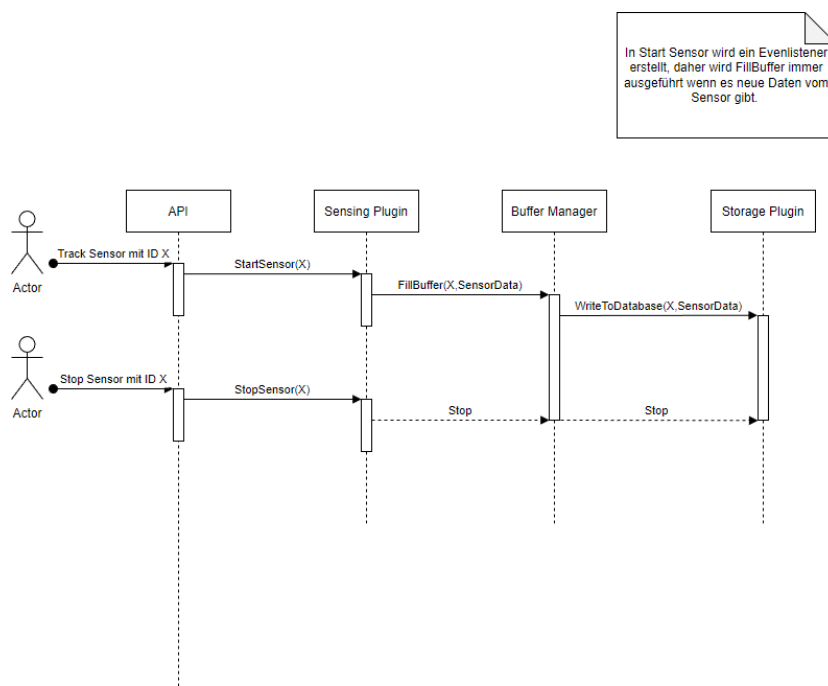 In Start Sensor wird ein Evenlistener
erstellt, daher wird FillBuffer immer
ausgeführt wenn es neue Daten vom
Sensor gibt.
API
Sensing Plugin
Buffer Manager
Storage Plugin
Track Sensor mit ID X
StartSensor(X)
Actor
FillBuffer(X,SensorData)
WriteToDatabase(X,SensorData)
Stop Sensor mit ID X
StopSensor(X)
Actor
Stop
Stop